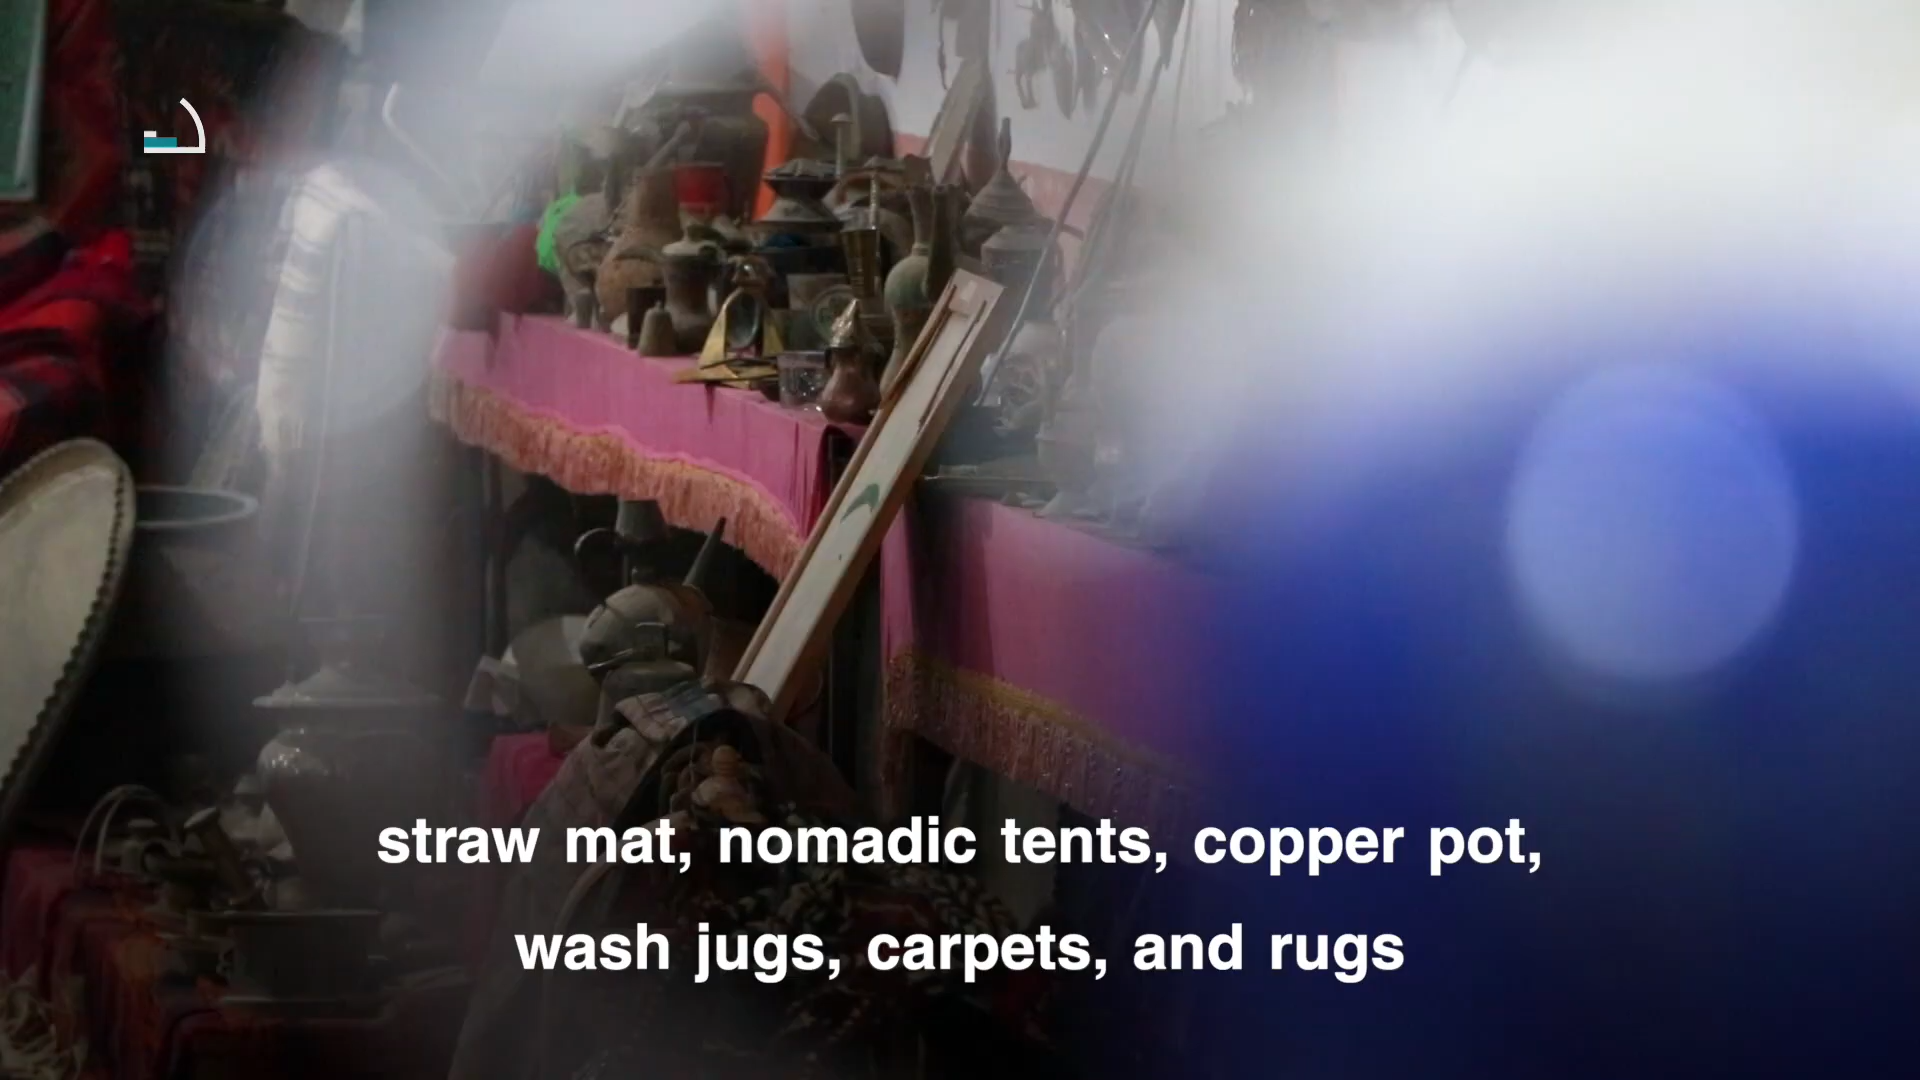 straw mat, nomadic tents, copper pot,
wash jugs, carpets, and rugs